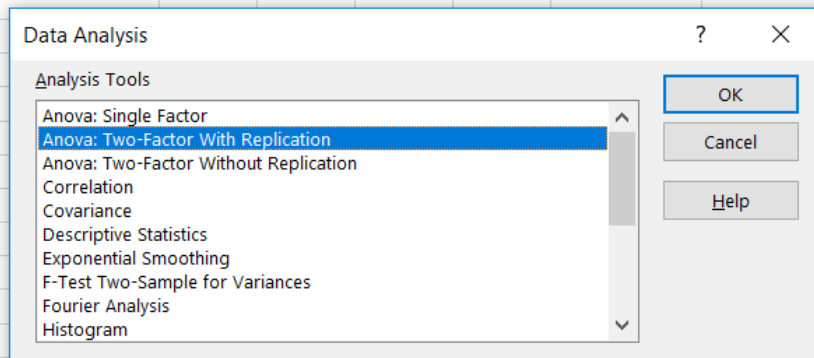 Data Analysis ?
Analysis Tools
Anova: Single Factor
Anova: Two-Factor With Replication
Anova: Two-Factor Without Replication
Correlation
Covariance
Descriptive Statistics
Exponential Smoothing
F-Test Two-Sample for Variances
Fourier Analysis
Histogram
OK
Cancel
Help